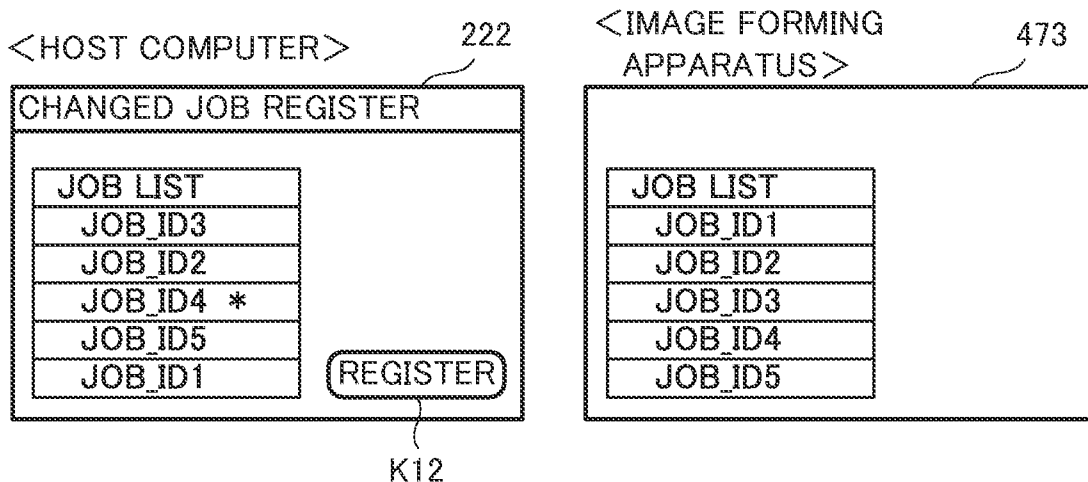 <HOST COMPUTER>
222
CHANGED JOB REGISTER
JOB LIST
JOB_ID3
JOB_ID2
JOB_ID4 *
JOB_ID5
JOB_ID1
REGISTER
K12
<IMAGE FORMING
APPARATUS>
473
JOB LIST
JOB_ID1
JOB_ID2
JOB_ID3
JOB_ID4
JOB_ID5